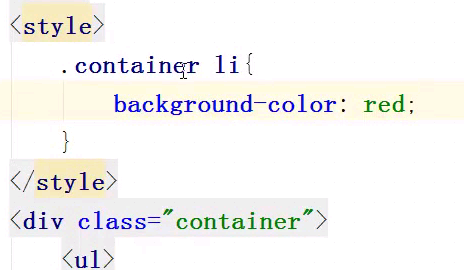 <style>
.container li{
background-color: red;
}
</style>
<div class="container">
<ul>